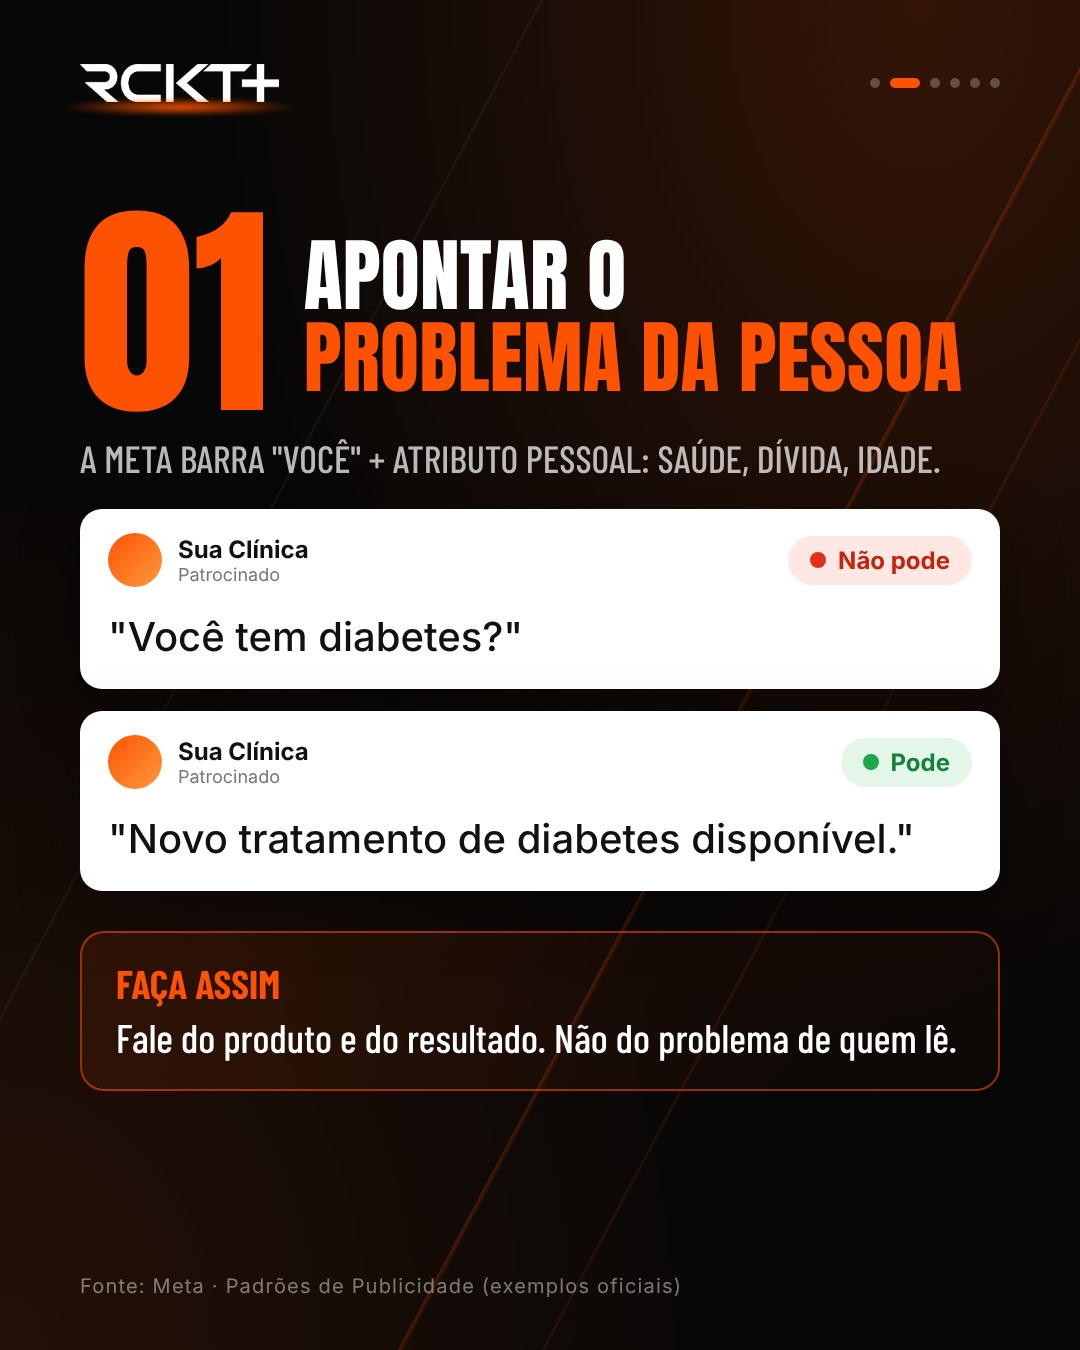 RCKT+
01
APONTAR O
PROBLEMA DA PESSOA
A META BARRA "VOCÊ" + ATRIBUTO PESSOAL: SAÚDE, DÍVIDA, IDADE.
Sua Clínica
Patrocinado
Não pode
"Você tem diabetes?"
Sua Clínica
Patrocinado
Pode
"Novo tratamento de diabetes disponível."
FAÇA ASSIM
Fale do produto e do resultado. Não do problema de quem lê.
Fonte: Meta · Padrões de Publicidade (exemplos oficiais)